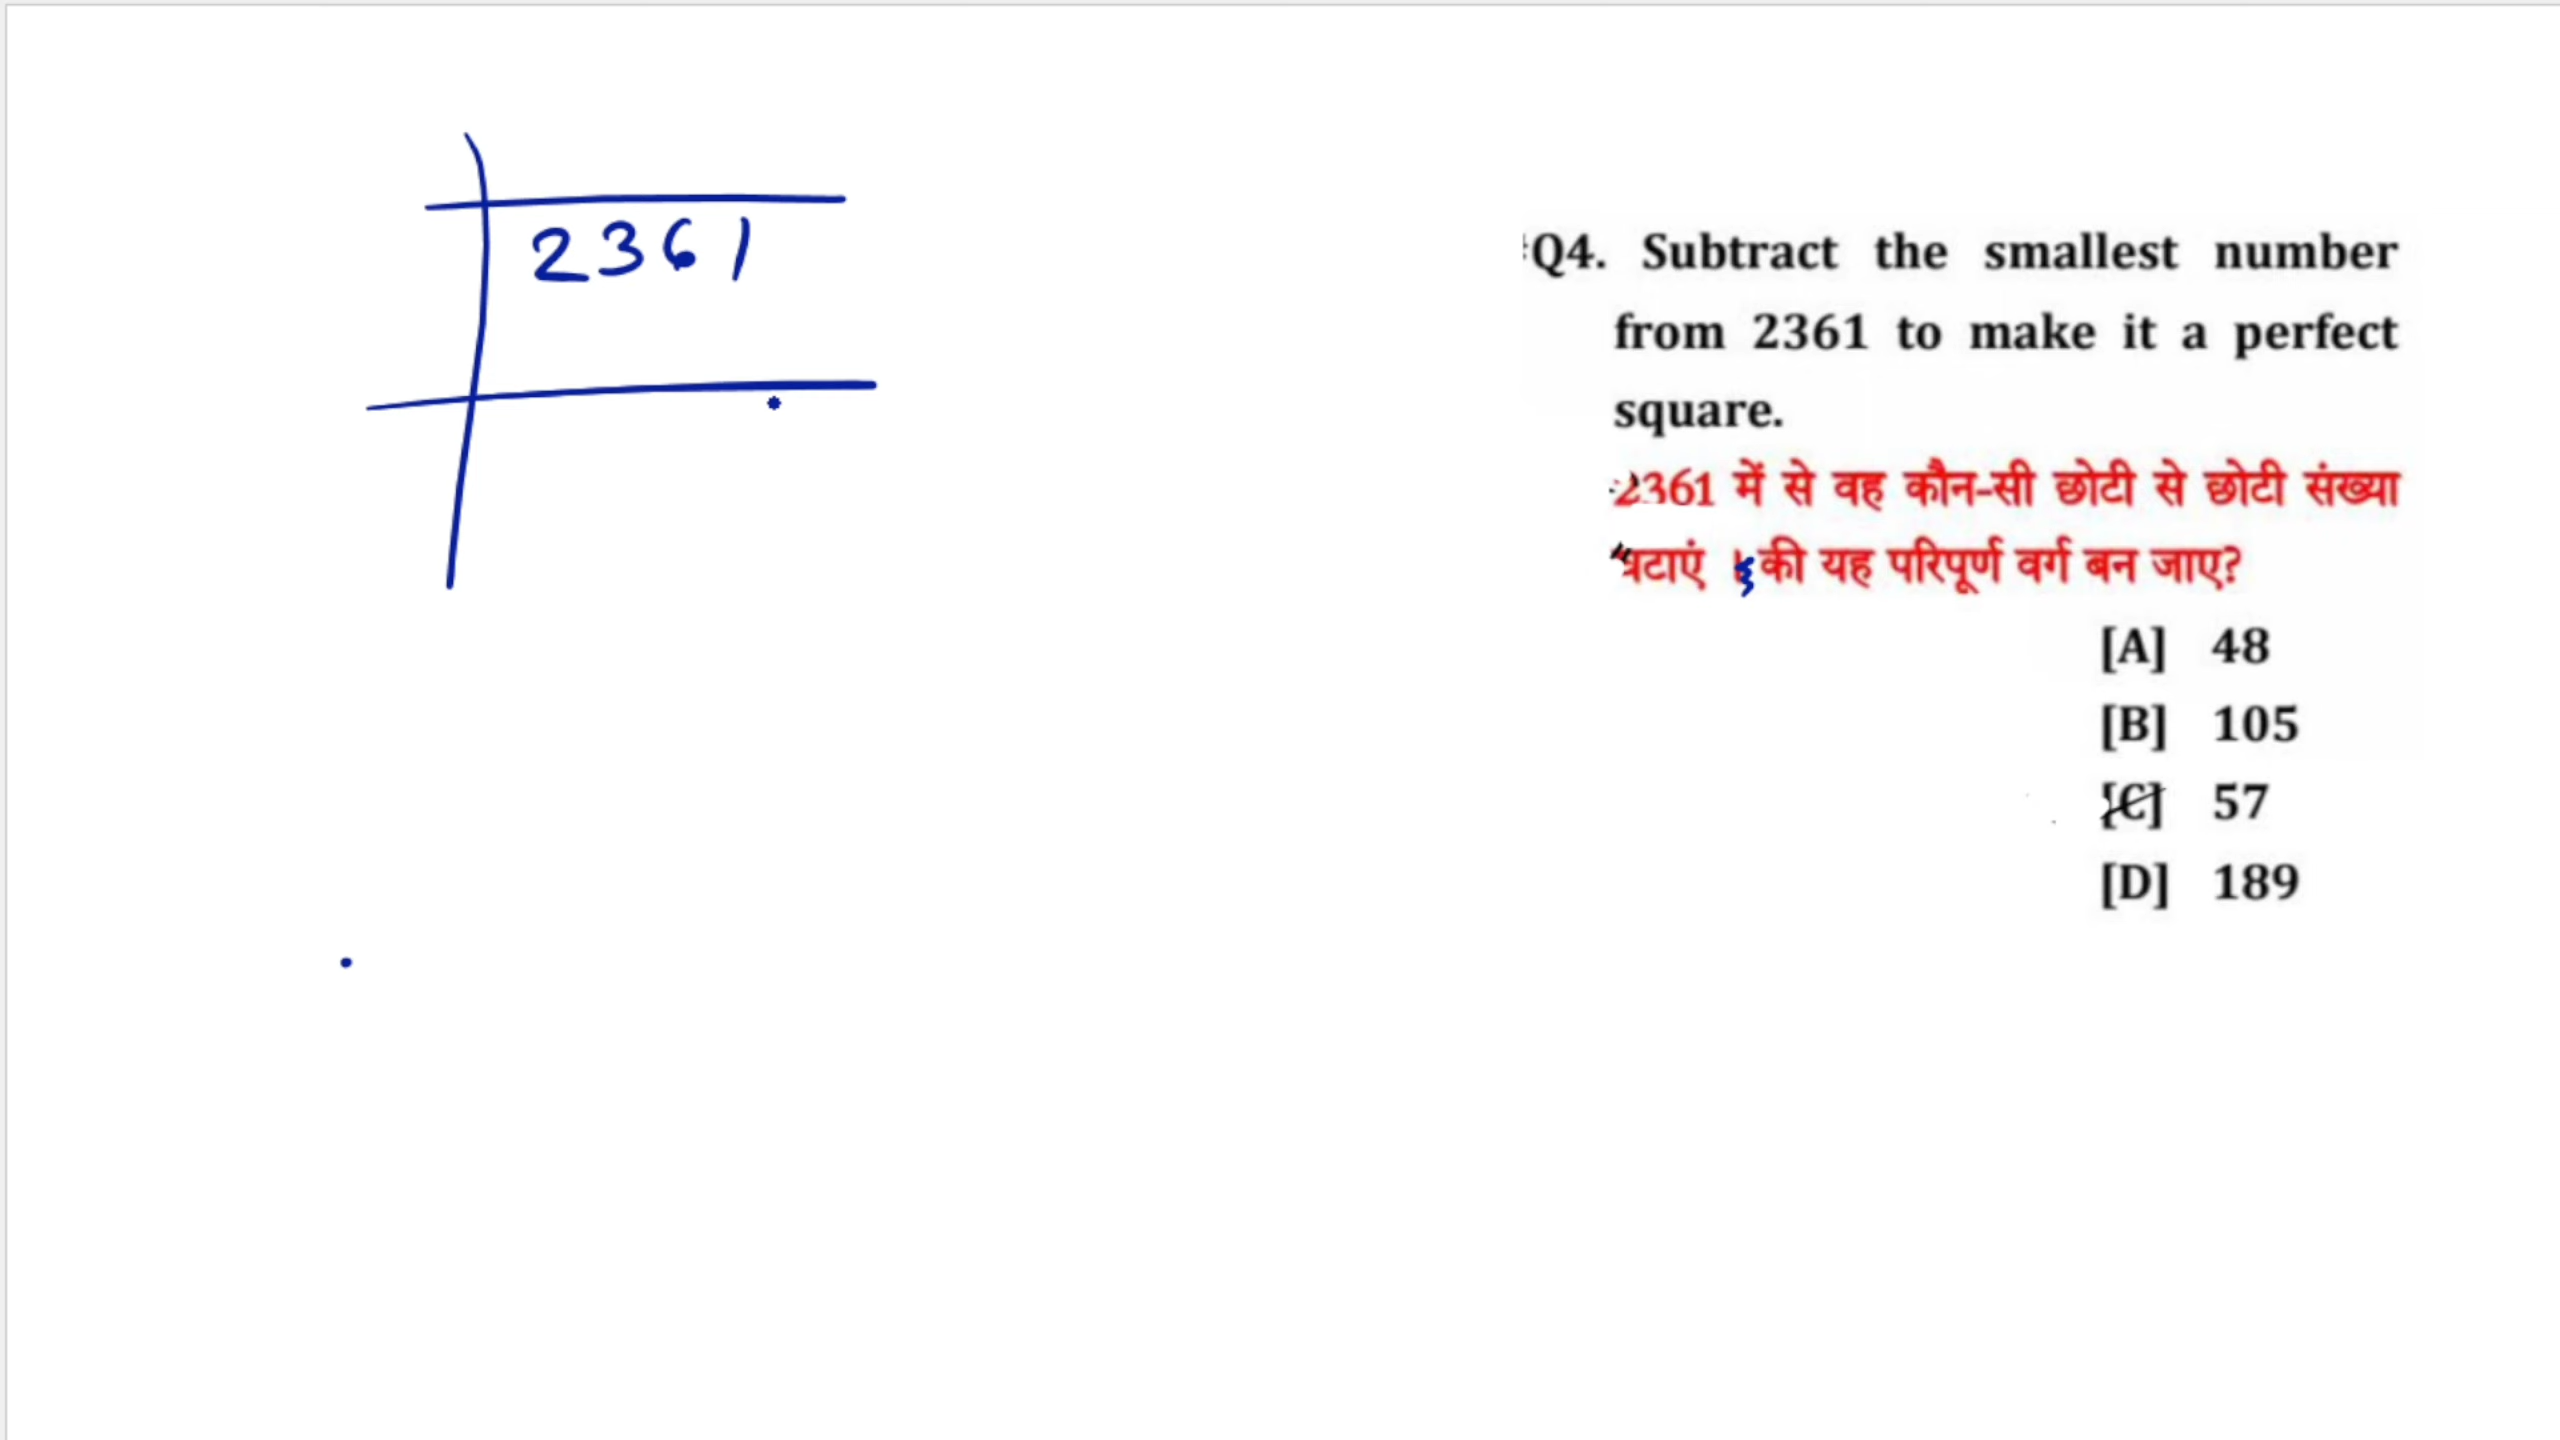 2361
Q4. Subtract the smallest number
from 2361 to make it a perfect
square.
2361 में से वह कौन-सी छोटी से छोटी संख्या
घटाएं की यह परिपूर्ण वर्ग बन जाए?
[A] 48
[B] 105
[C] 57
[D] 189